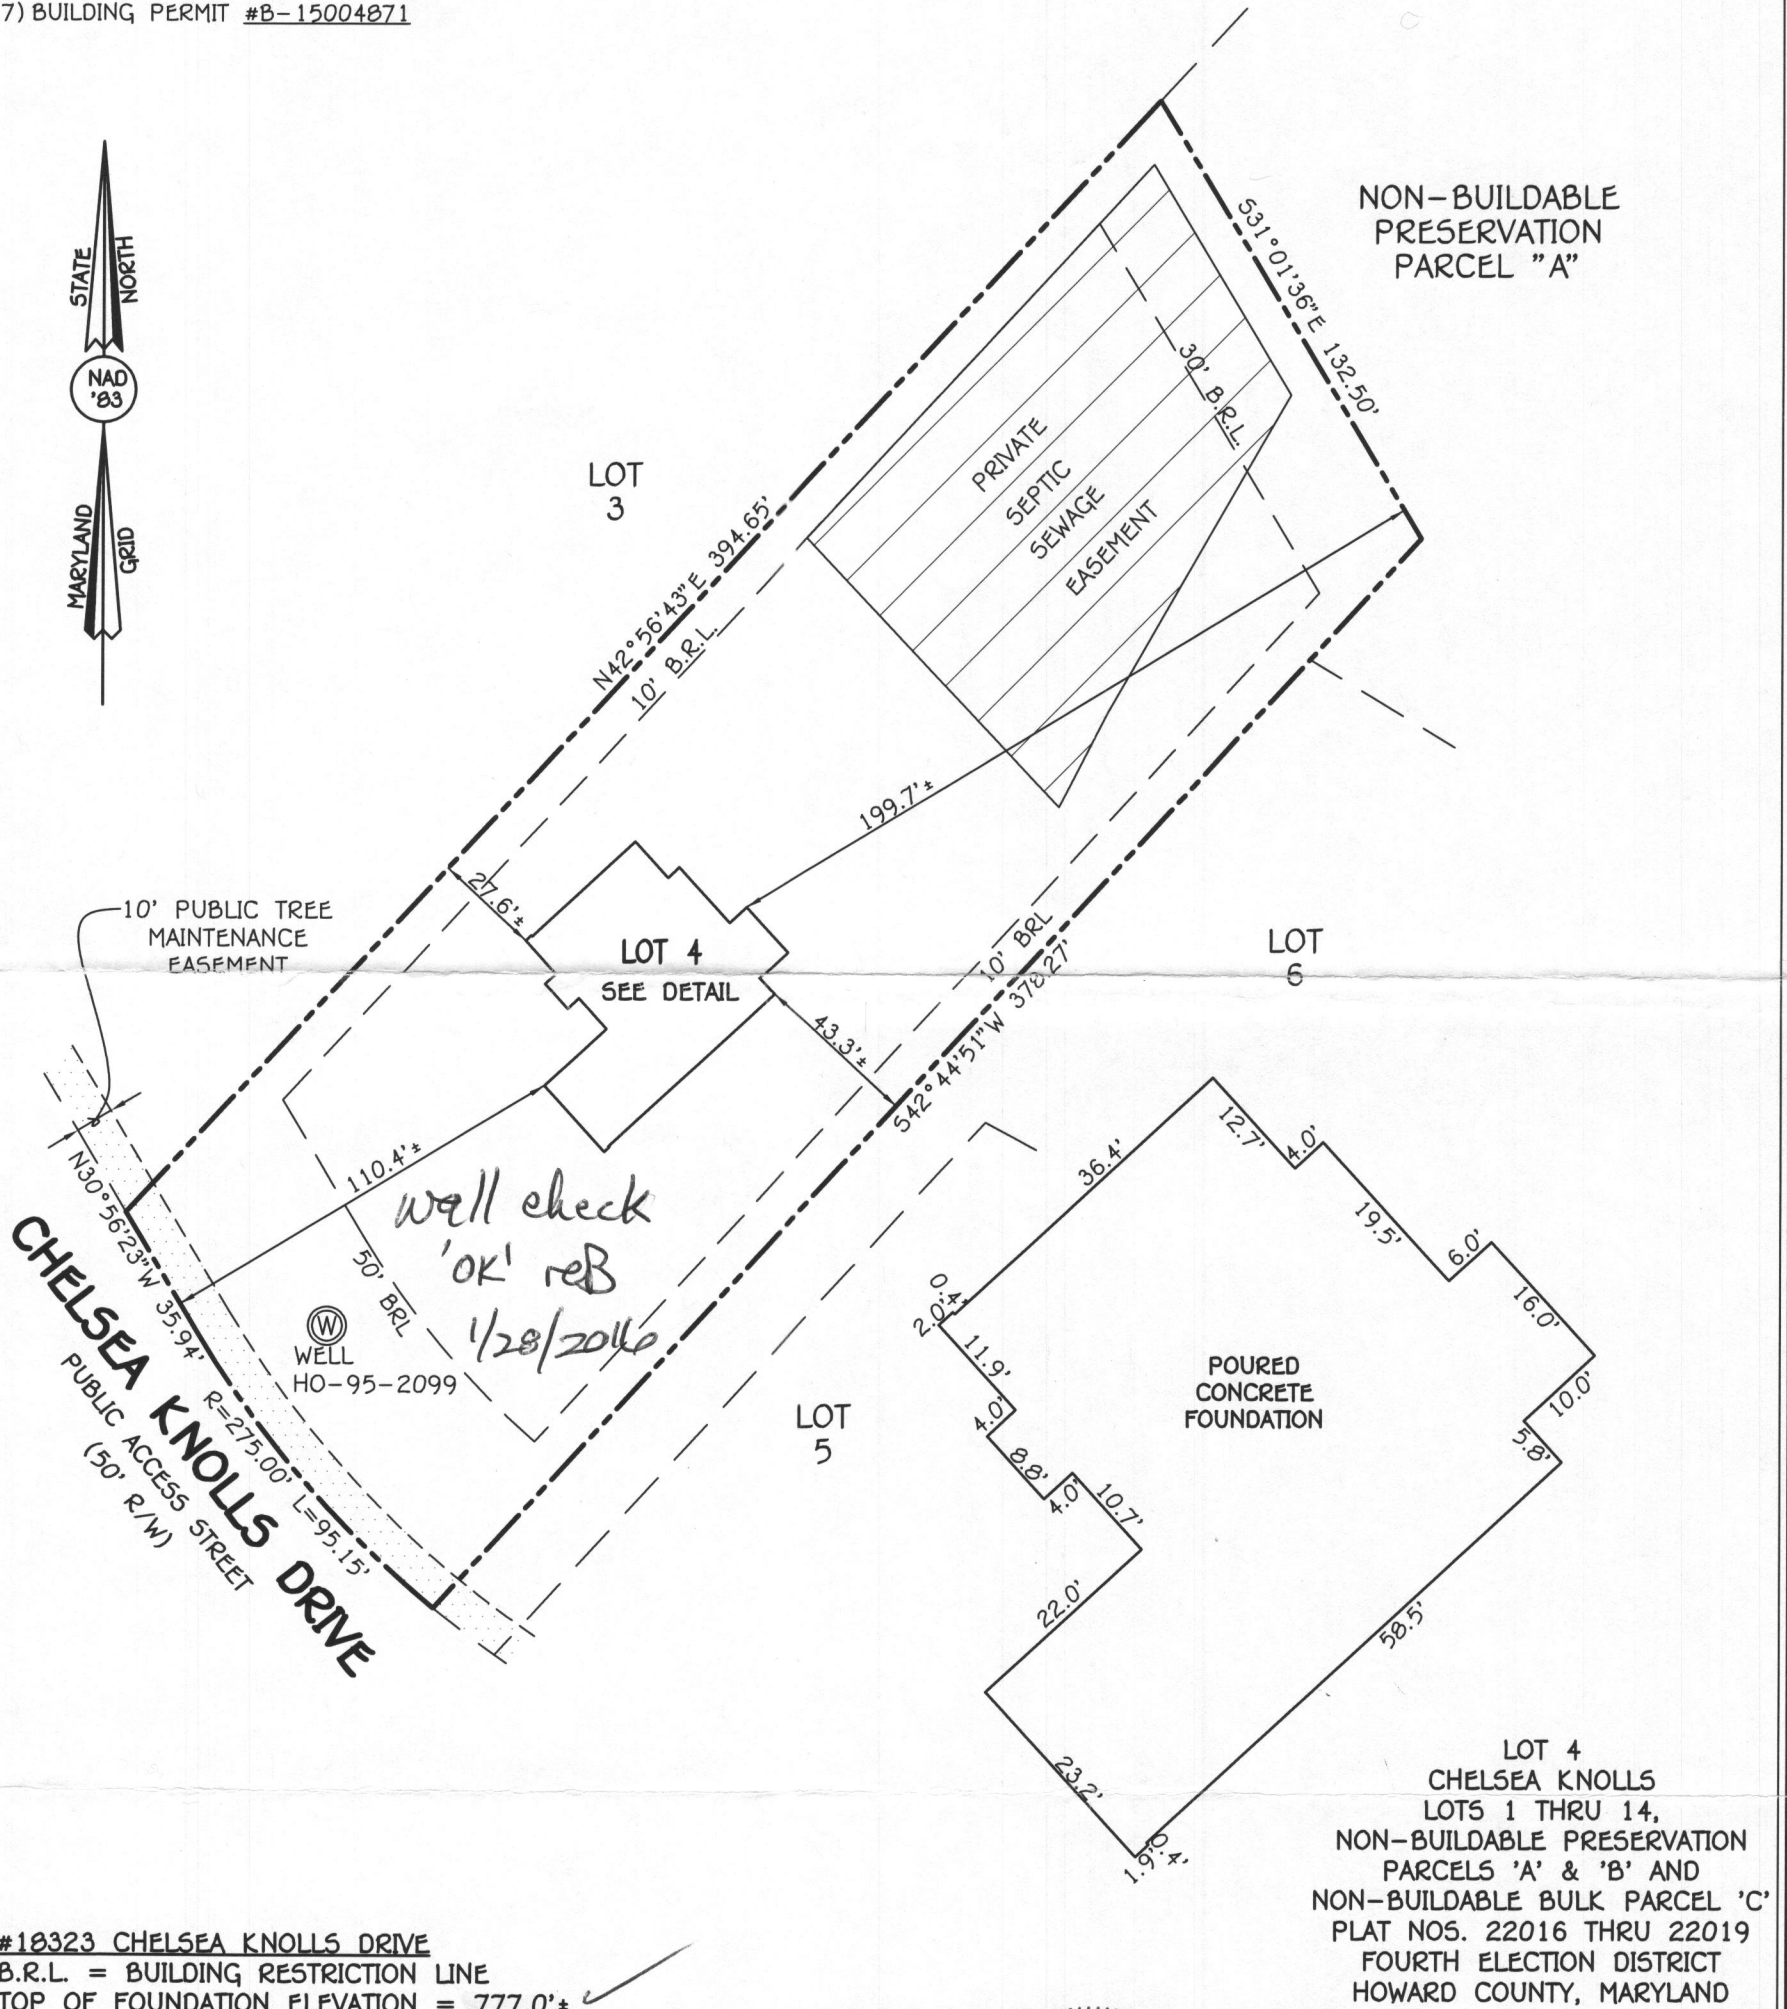 7) BUILDING PERMIT #B-15004871
STATE
NORTH
NAD
'83
MARYLAND
GRID
NON-BUILDABLE
PRESERVATION
PARCEL "A"
S31°01'36"E 132.50'
30' B.R.L.
PRIVATE
SEPTIC
SEWAGE
EASEMENT
LOT
3
N42°56'43"E 394.65'
10' B.R.L.
199.7'±
27.6'±
10' PUBLIC TREE
MAINTENANCE
EASEMENT
LOT 4
SEE DETAIL
10' BRL
S42°44'51"W 378.27'
LOT
6
43.3'±
110.4'±
wall check
'OK' reB
1/28/2016
50' BRL
W
WELL
HO-95-2099
N30°56'23"W 35.94'
R=275.00' L=95.15'
CHELSEA KNOLLS DRIVE
PUBLIC ACCESS STREET
(50' R/W)
LOT
5
36.4'
12.7'
4.0'
19.5'
6.0'
16.0'
10.0'
5.8'
58.5'
0.4'
2.0'
11.9'
4.0'
8.8'
4.0'
10.7'
22.0'
23.2'
1.9'
0.4'
POURED
CONCRETE
FOUNDATION
LOT 4
CHELSEA KNOLLS
LOTS 1 THRU 14,
NON-BUILDABLE PRESERVATION
PARCELS 'A' & 'B' AND
NON-BUILDABLE BULK PARCEL 'C'
PLAT NOS. 22016 THRU 22019
FOURTH ELECTION DISTRICT
HOWARD COUNTY, MARYLAND
#18323 CHELSEA KNOLLS DRIVE
B.R.L. = BUILDING RESTRICTION LINE
TOP OF FOUNDATION ELEVATION = 777.0'±